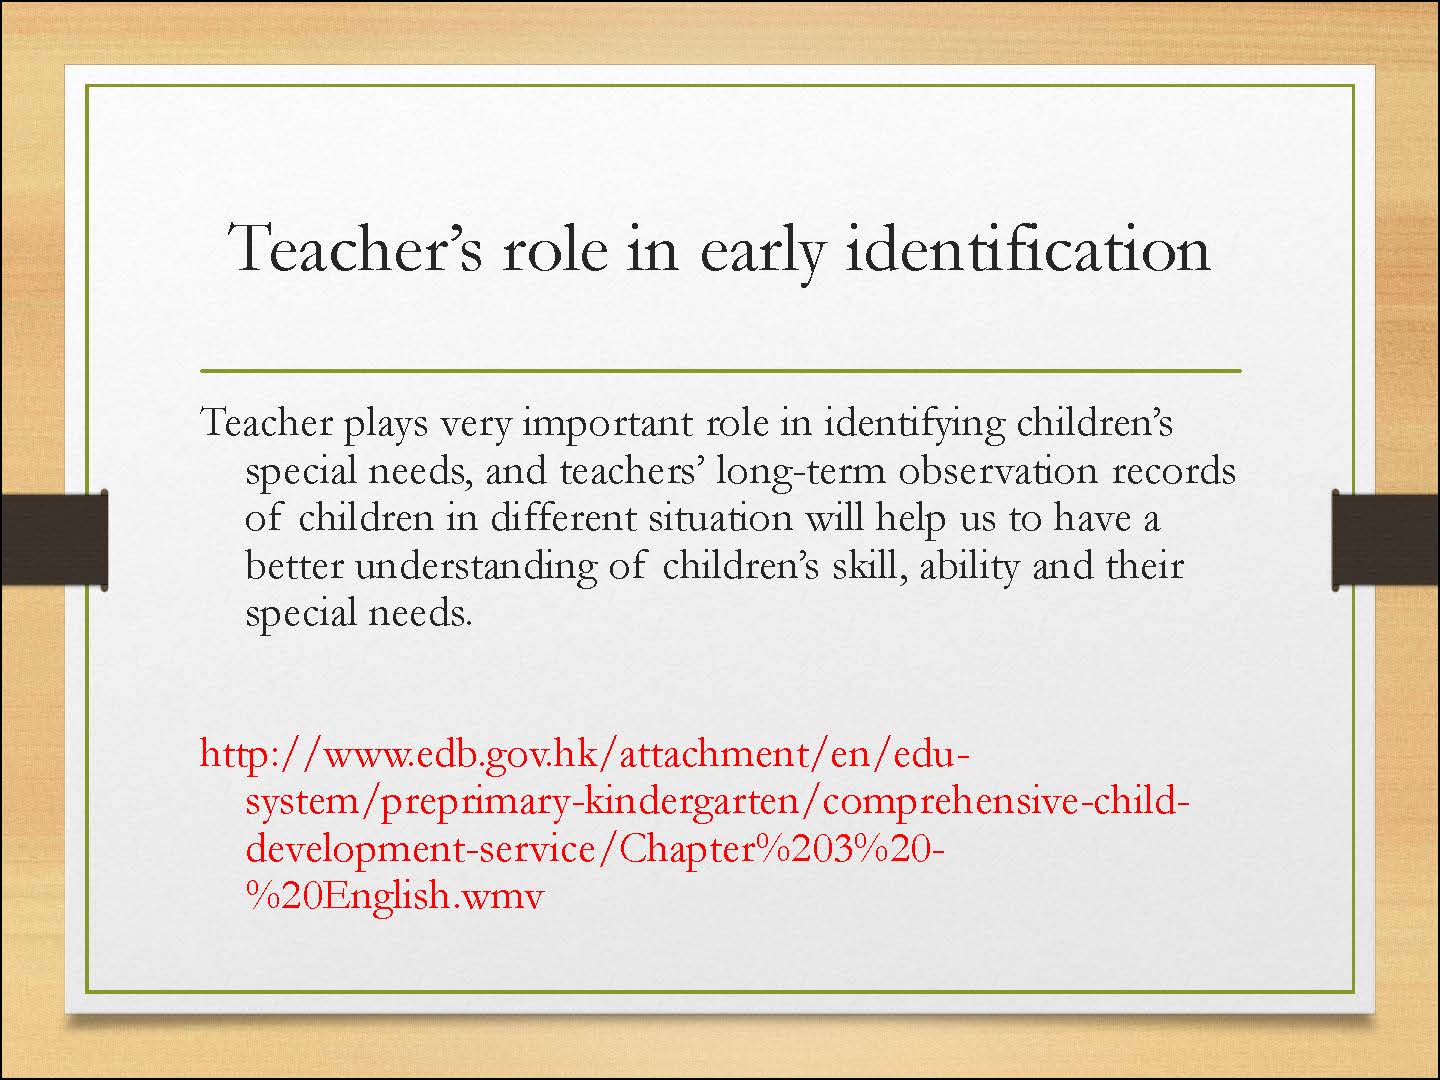 Teacher’s role in early identification
Teacher plays very important role in identifying children’s
special needs, and teachers’ long-term observation records
of children in different situation will help us to have a
better understanding of children’s skill, ability and their
special needs.
http://www.edb.gov.hk/attachment/en/edu-
system/preprimary-kindergarten/comprehensive-child-
development-service/Chapter%203%20-
%20English.wmv